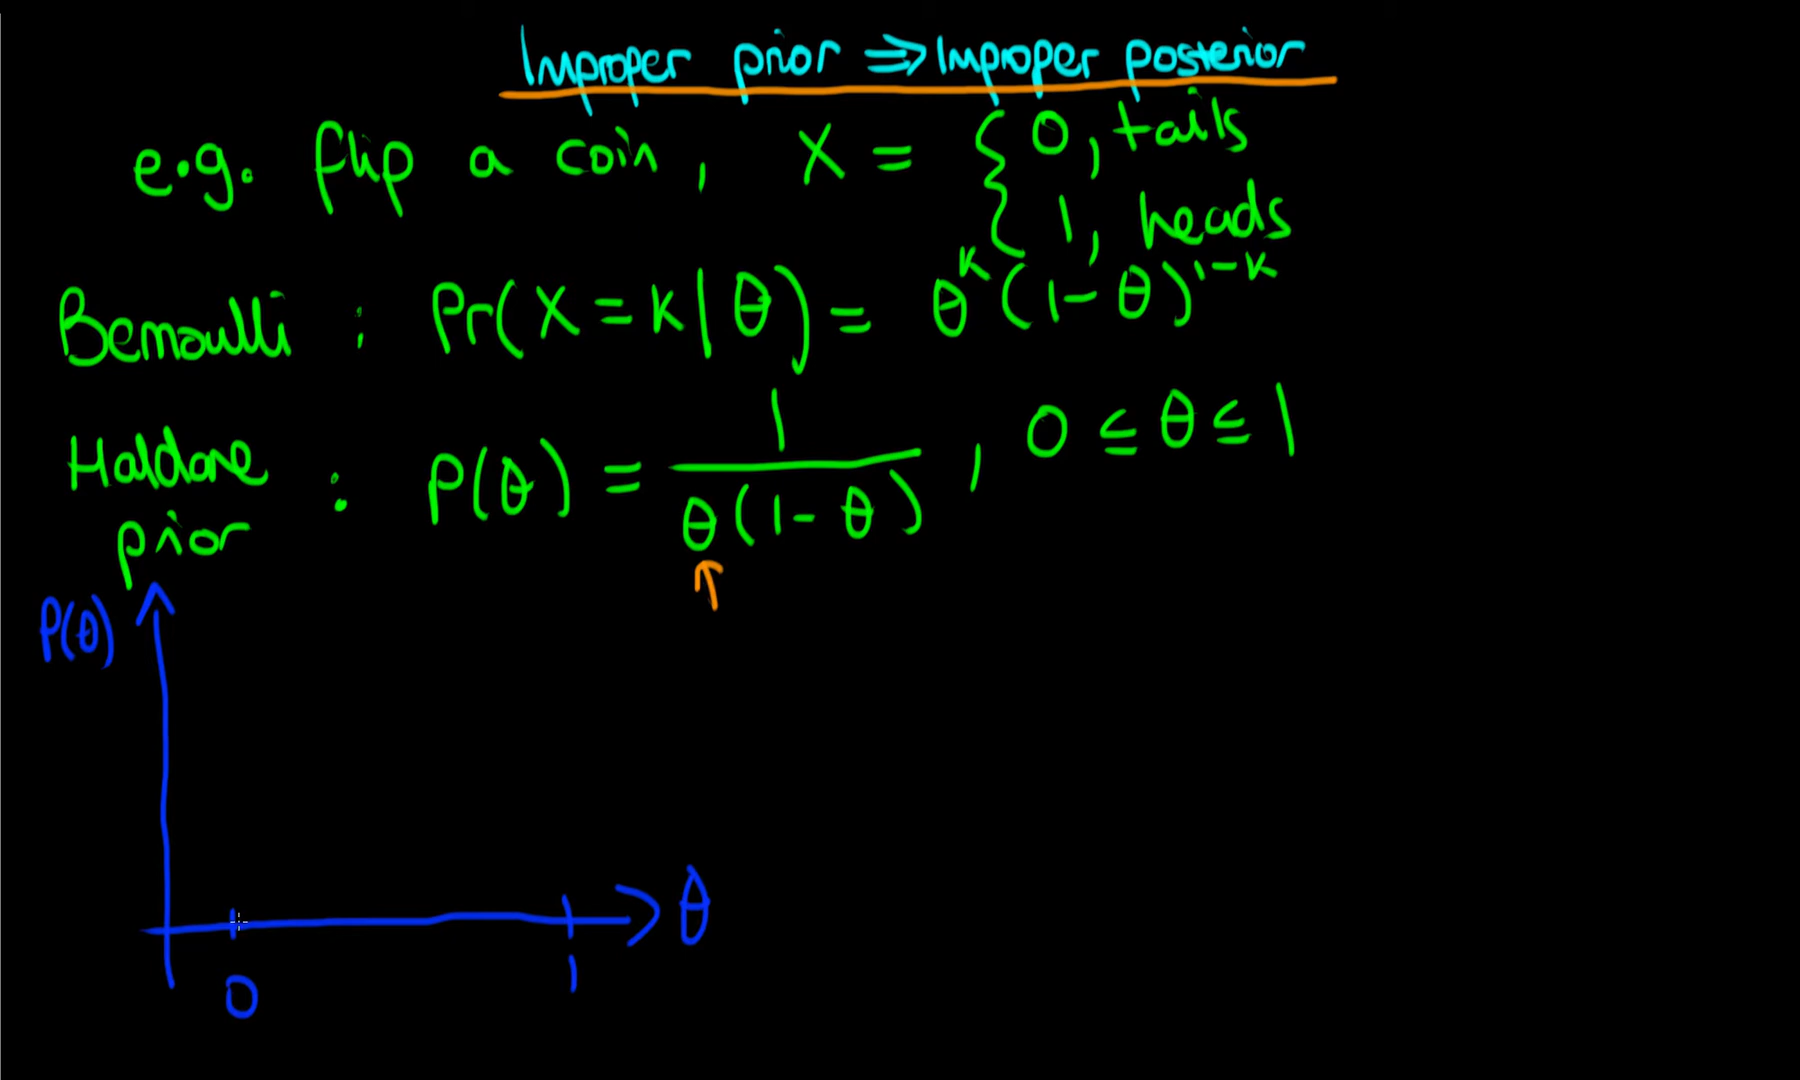 Improper prior ⇒ Improper posterior
e.g. flip a coin, X = { 0, tails
1, heads
Bernoulli : Pr(X = K | θ) = θ^K (1 - θ)^{1-K}
Haldane prior : P(θ) = 1 / θ(1 - θ) , 0 ≤ θ ≤ 1
P(θ)
θ
0 1